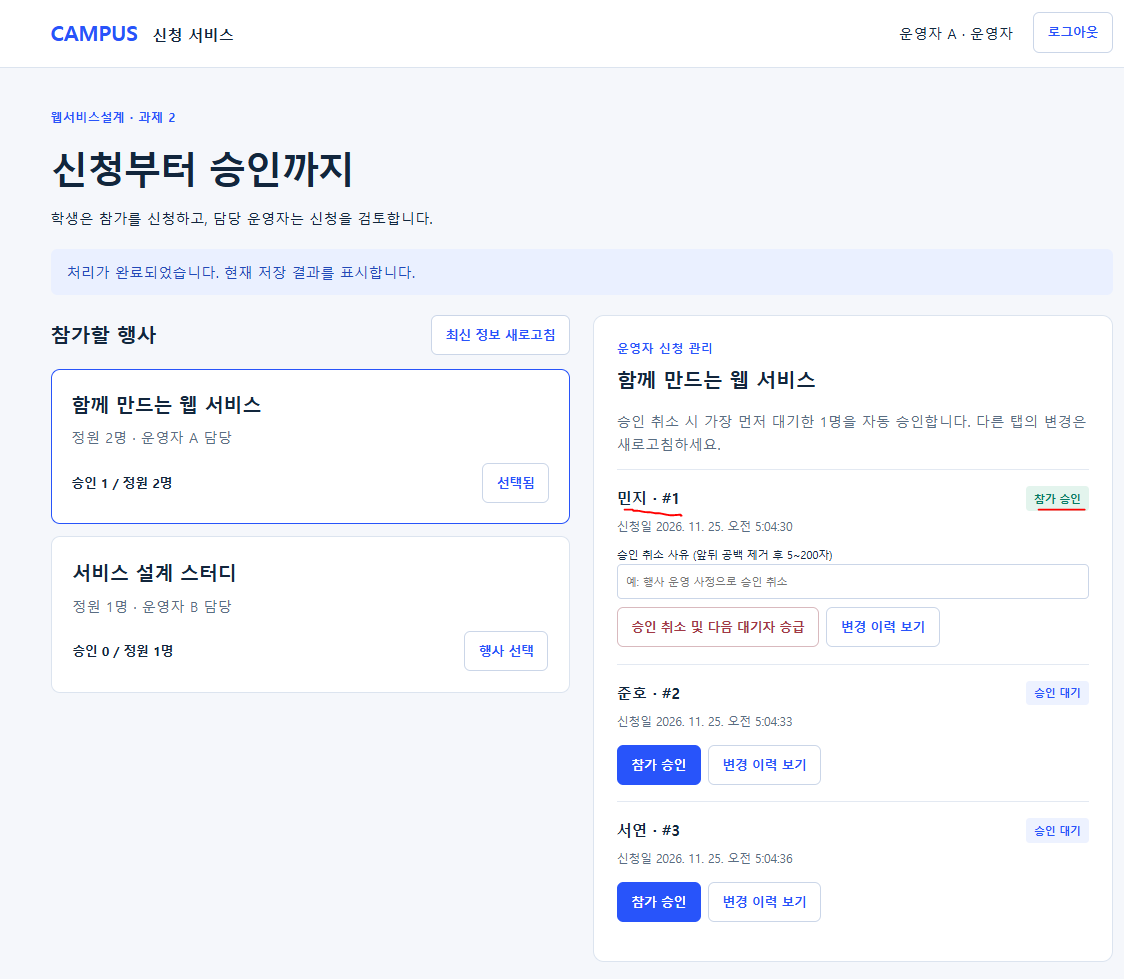 CAMPUS 신청 서비스
운영자 A · 운영자
로그아웃
웹서비스설계 · 과제 2
신청부터 승인까지
학생은 참가를 신청하고, 담당 운영자는 신청을 검토합니다.
처리가 완료되었습니다. 현재 저장 결과를 표시합니다.
참가할 행사
최신 정보 새로고침
함께 만드는 웹 서비스
정원 2명 · 운영자 A 담당
승인 1 / 정원 2명
선택됨
서비스 설계 스터디
정원 1명 · 운영자 B 담당
승인 0 / 정원 1명
행사 선택
운영자 신청 관리
함께 만드는 웹 서비스
승인 취소 시 가장 먼저 대기한 1명을 자동 승인합니다. 다른 탭의 변경은
새로고침하세요.
민지 · #1
참가 승인
신청일 2026. 11. 25. 오전 5:04:30
승인 취소 사유 (앞뒤 공백 제거 후 5~200자)
예: 행사 운영 사정으로 승인 취소
승인 취소 및 다음 대기자 승급
변경 이력 보기
준호 · #2
승인 대기
신청일 2026. 11. 25. 오전 5:04:33
참가 승인
변경 이력 보기
서연 · #3
승인 대기
신청일 2026. 11. 25. 오전 5:04:36
참가 승인
변경 이력 보기